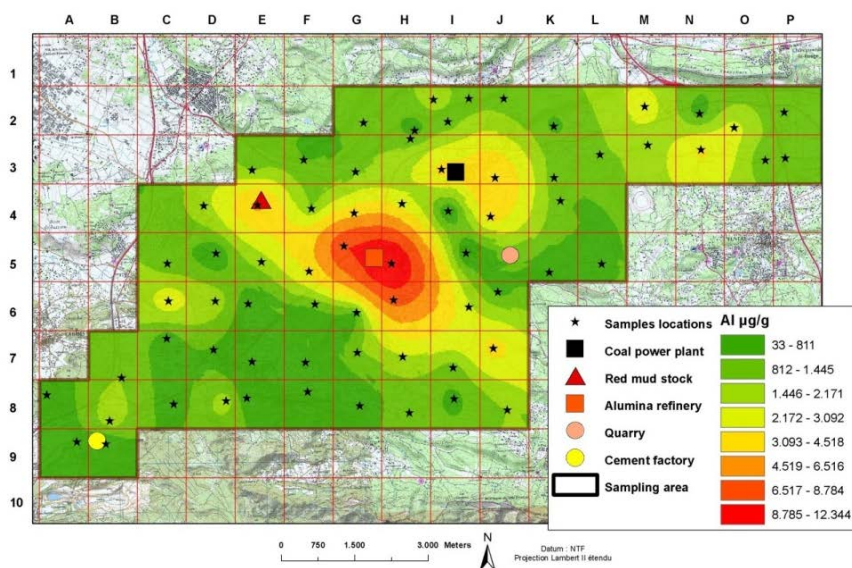 A B C D E F G H I J K L M N O P
1
2
3
4
5
6
7
8
9
10
Samples locations
Coal power plant
Red mud stock
Alumina refinery
Quarry
Cement factory
Sampling area
Al µg/g
33 - 811
812 - 1.445
1.446 - 2.171
2.172 - 3.092
3.093 - 4.518
4.519 - 6.516
6.517 - 8.784
8.785 - 12.344
0 750 1.500 3.000 Meters
N
Datum : NTF
Projection Lambert II étendu